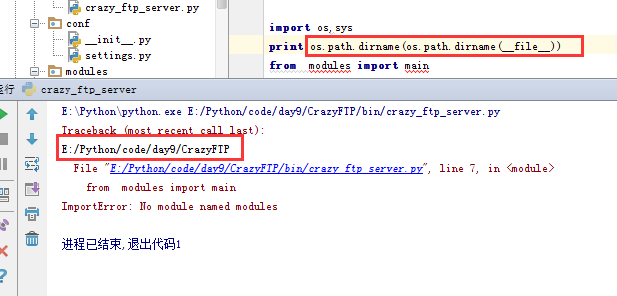 crazy_ftp_server.py
conf
__init__.py
settings.py
modules
import os,sys
print os.path.dirname(os.path.dirname(__file__))
from modules import main
运行 crazy_ftp_server
E:\Python\python.exe E:/Python/code/day9/CrazyFTP/bin/crazy_ftp_server.py
Traceback (most recent call last):
E:/Python/code/day9/CrazyFTP
File "E:/Python/code/day9/CrazyFTP/bin/crazy_ftp_server.py", line 7, in <module>
from modules import main
ImportError: No module named modules
进程已结束,退出代码1